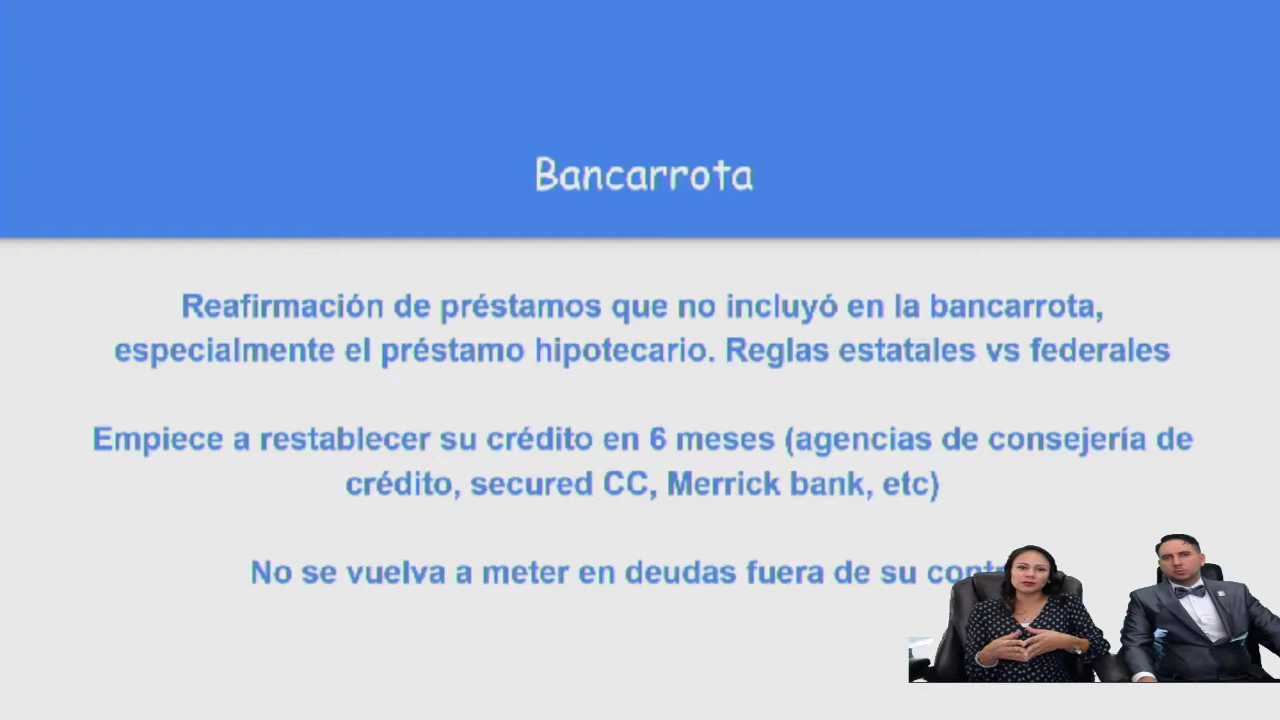 Bancarrota
Reafirmación de préstamos que no incluyó en la bancarrota,
especialmente el préstamo hipotecario. Reglas estatales vs federales
Empiece a restablecer su crédito en 6 meses (agencias de consejería de
crédito, secured CC, Merrick bank, etc)
No se vuelva a meter en deudas fuera de su